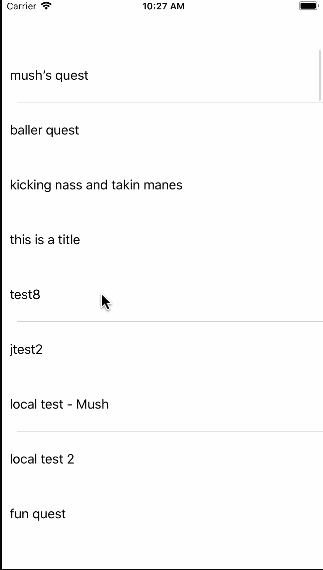 Carrier 10:27 AM
mush's quest
baller quest
kicking nass and takin manes
this is a title
test8
jtest2
local test - Mush
local test 2
fun quest